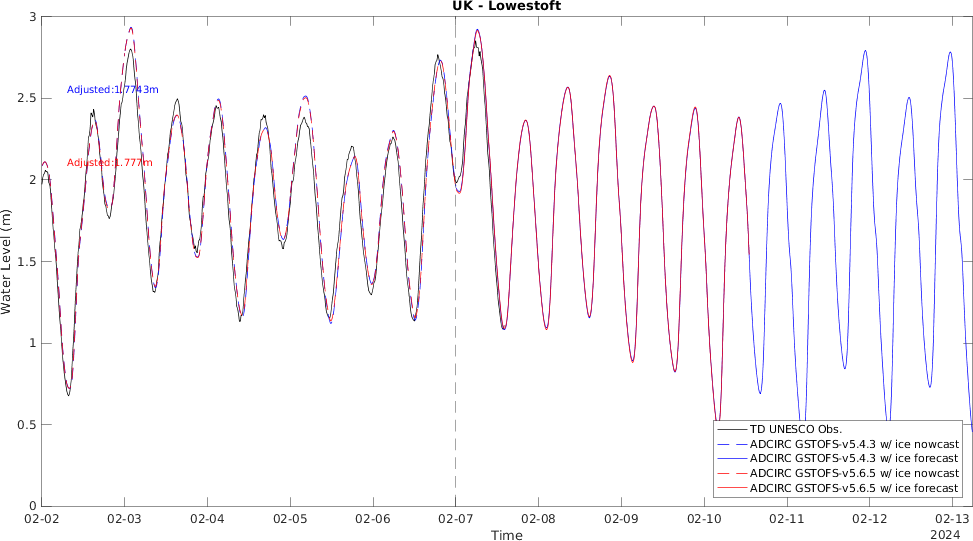 UK - Lowestoft
3
2.5
2
1.5
1
0.5
0
Water Level (m)
Adjusted:1.7743m
Adjusted:1.777m
TD UNESCO Obs.
ADCIRC GSTOFS-v5.4.3 w/ ice nowcast
ADCIRC GSTOFS-v5.4.3 w/ ice forecast
ADCIRC GSTOFS-v5.6.5 w/ ice nowcast
ADCIRC GSTOFS-v5.6.5 w/ ice forecast
02-02 02-03 02-04 02-05 02-06 02-07 02-08 02-09 02-10 02-11 02-12 02-13
Time
2024